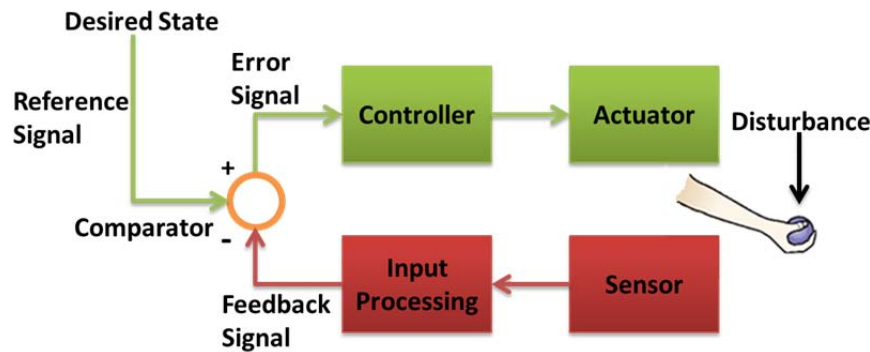 Desired State
Reference
Signal
Error
Signal
Controller
Actuator
Disturbance
+
Comparator
-
Feedback
Signal
Input
Processing
Sensor